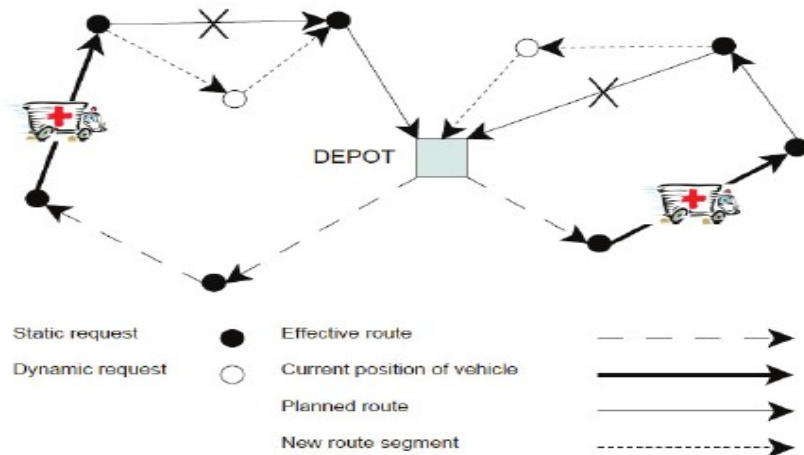 DEPOT
Static request Effective route
Dynamic request Current position of vehicle
Planned route
New route segment